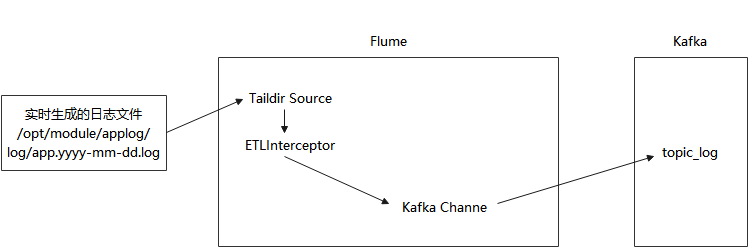 Flume
Kafka
实时生成的日志文件
/opt/module/applog/
log/app.yyyy-mm-dd.log
Taildir Source
ETLInterceptor
Kafka Channe
topic_log